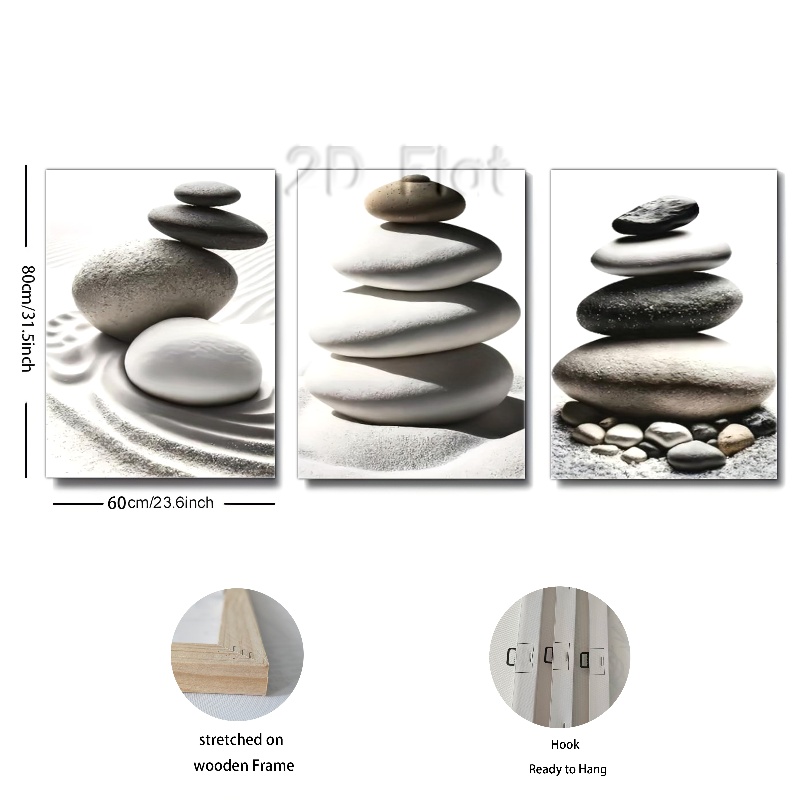 2D Flat
80cm/31.5inch
60cm/23.6inch
stretched on
wooden Frame
Hook
Ready to Hang